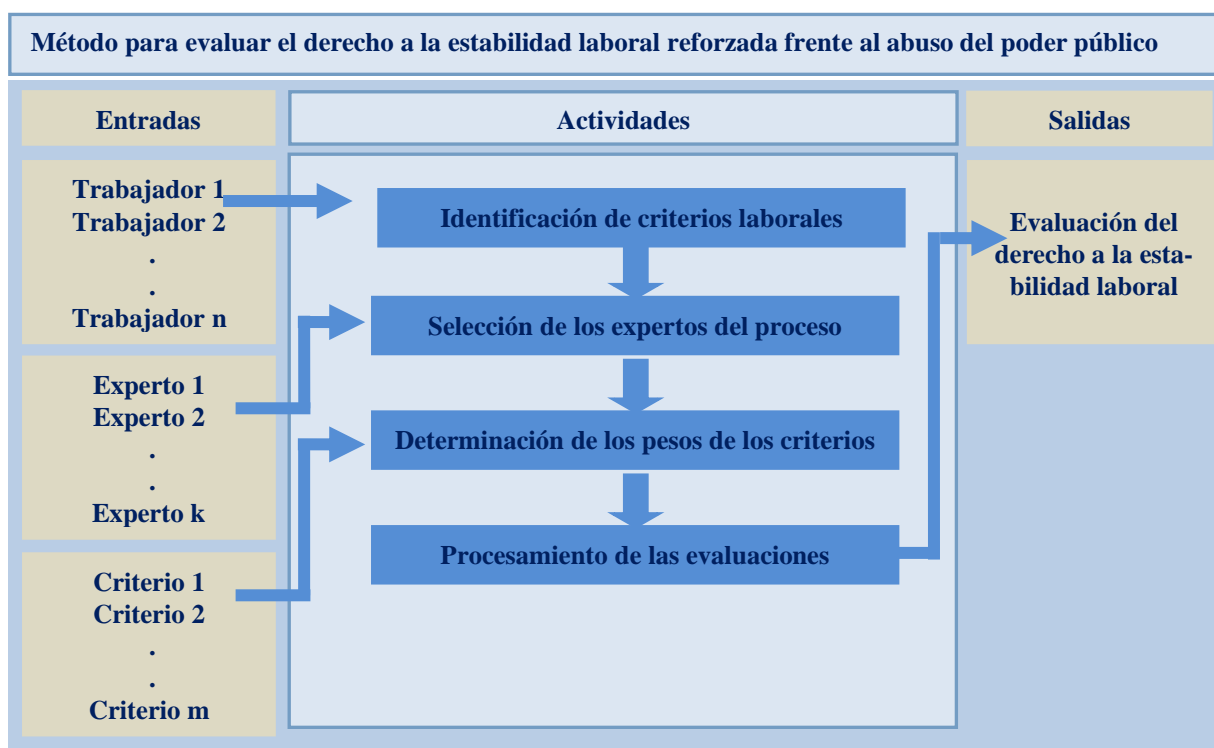 Método para evaluar el derecho a la estabilidad laboral reforzada frente al abuso del poder público
Entradas
Actividades
Salidas
Trabajador 1
Trabajador 2
.
.
Trabajador n
Experto 1
Experto 2
.
.
Experto k
Criterio 1
Criterio 2
.
.
Criterio m
Identificación de criterios laborales
Selección de los expertos del proceso
Determinación de los pesos de los criterios
Procesamiento de las evaluaciones
Evaluación del
derecho a la esta-
bilidad laboral